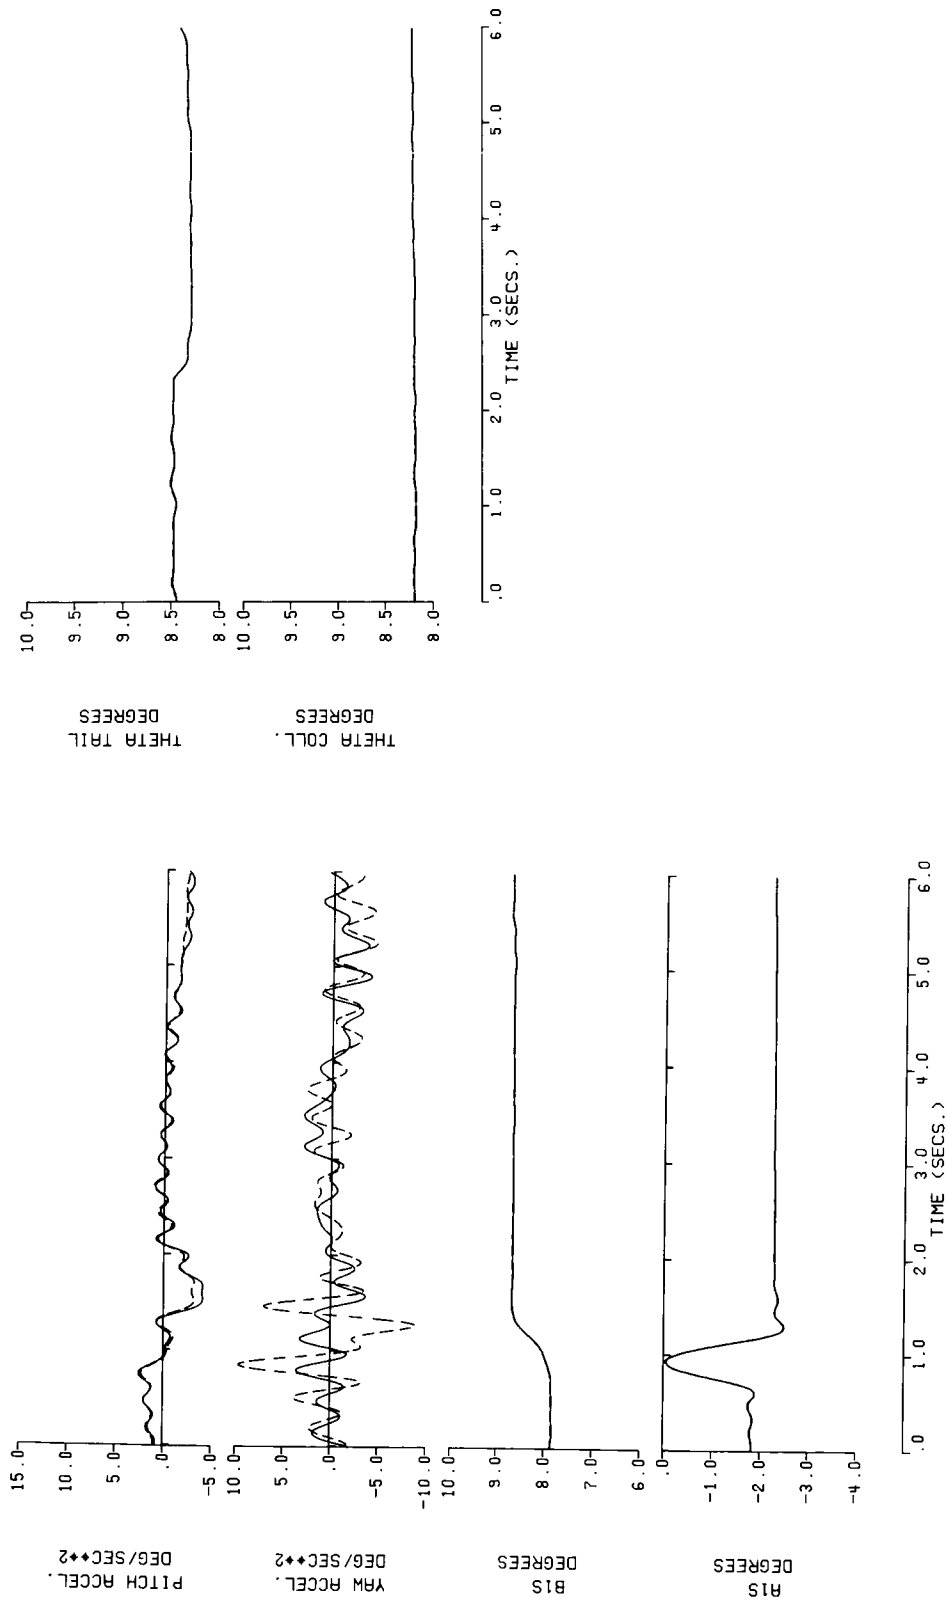 PITCH ACCEL.
DEG/SEC**2
15.0
10.0
5.0
.0
-5.0
YAW ACCEL.
DEG/SEC**2
10.0
5.0
.0
-5.0
-10.0
B1S
DEGREES
10.0
8.0
7.0
6.0
A1S
DEGREES
.0
-1.0
-2.0
-3.0
-4.0
.0 1.0 2.0 3.0 4.0 5.0 6.0
TIME (SECS.)
THETA TAIL
DEGREES
10.0
9.5
9.0
8.5
8.0
THETA COLL.
DEGREES
10.0
9.5
9.0
8.5
8.0
.0 1.0 2.0 3.0 4.0 5.0 6.0
TIME (SECS.)